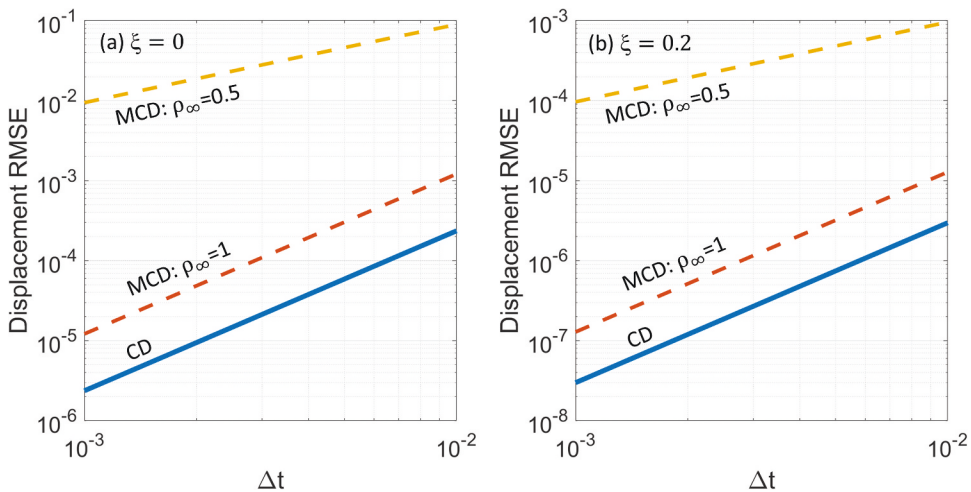 (a) ξ = 0
Displacement RMSE
10⁻¹
10⁻²
10⁻³
10⁻⁴
10⁻⁵
10⁻⁶
MCD: ρ∞=0.5
MCD: ρ∞=1
CD
10⁻³
10⁻²
Δt
(b) ξ = 0.2
Displacement RMSE
10⁻³
10⁻⁴
10⁻⁵
10⁻⁶
10⁻⁷
10⁻⁸
MCD: ρ∞=0.5
MCD: ρ∞=1
CD
10⁻³
10⁻²
Δt